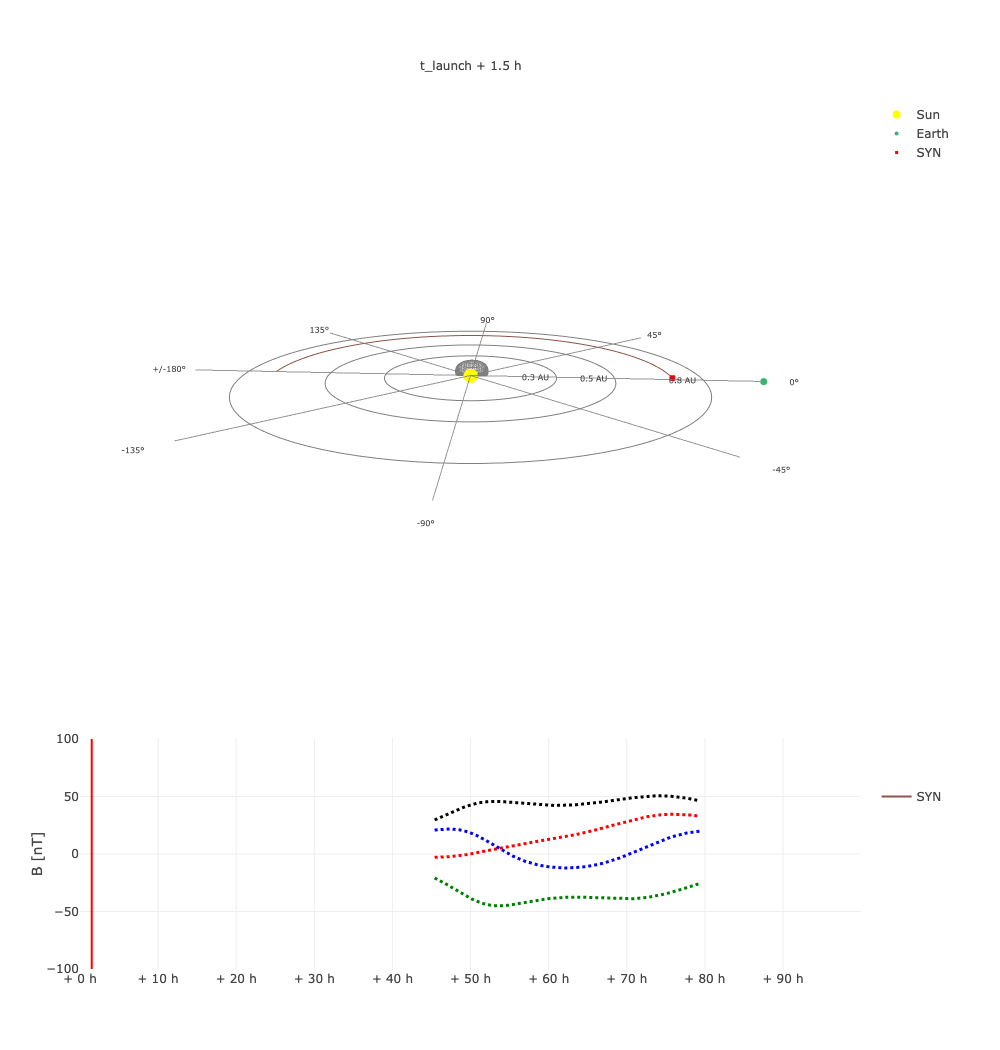 t_launch + 1.5 h
Sun
Earth
SYN
90°
135°
45°
+/-180°
0.3 AU
0.5 AU
0.8 AU
0°
-135°
-45°
-90°
100
50
SYN
0
B [nT]
−50
−100
+ 0 h
+ 10 h
+ 20 h
+ 30 h
+ 40 h
+ 50 h
+ 60 h
+ 70 h
+ 80 h
+ 90 h